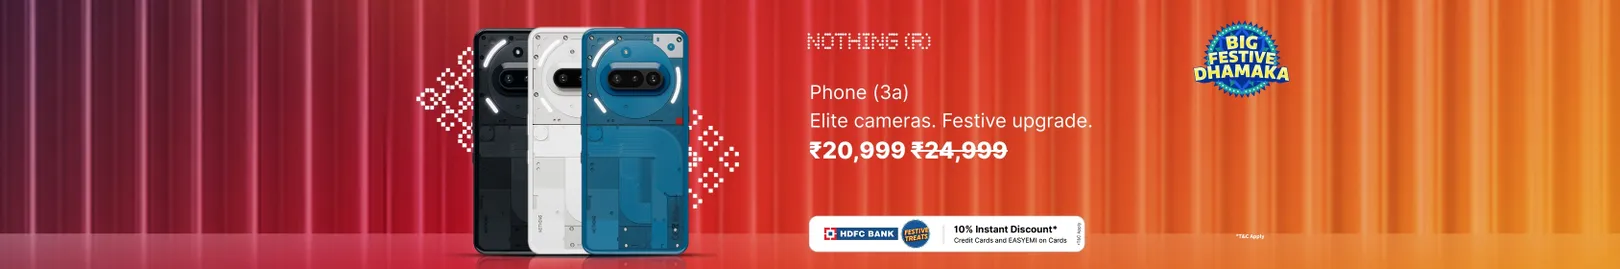 NOTHING (R)
Phone (3a)
Elite cameras. Festive upgrade.
₹20,999 ₹24,999
HDFC BANK
FESTIVE
TREATS
10% Instant Discount*
Credit Cards and EASYEMI on Cards
BIG
FESTIVE
DHAMAKA
*T&C Apply